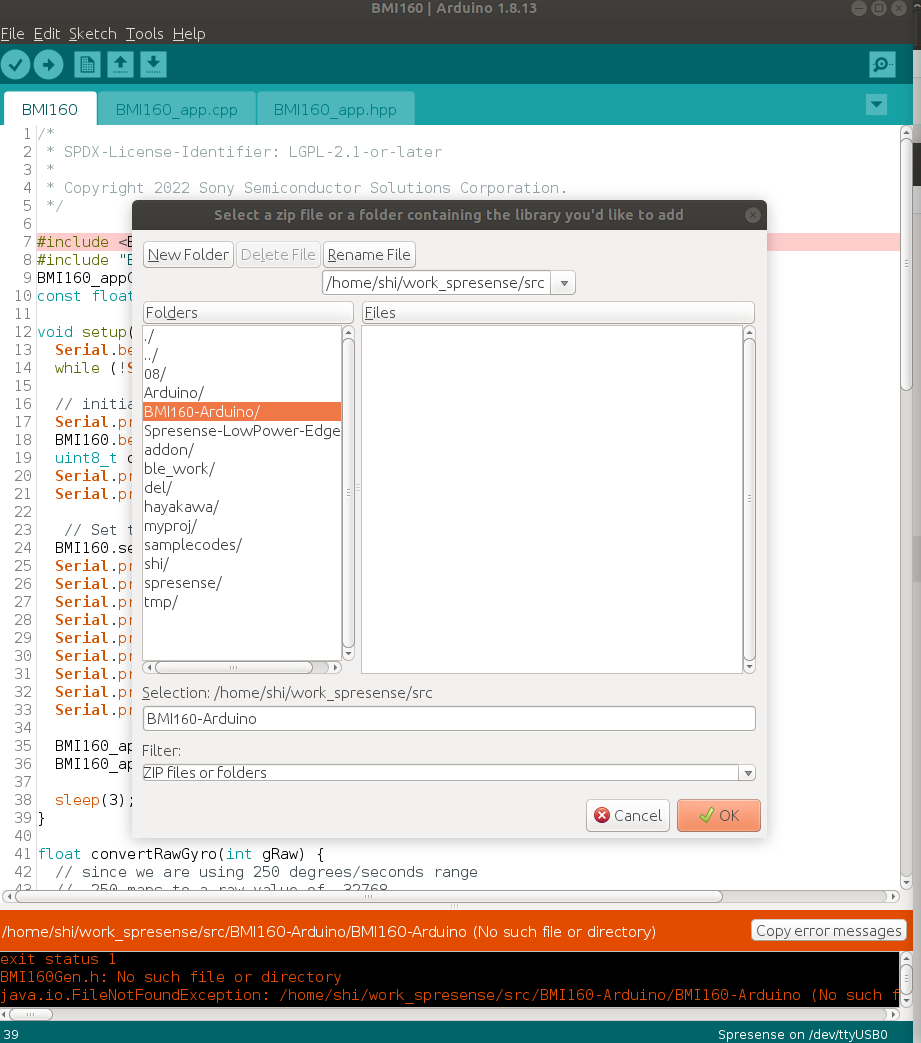 BMI160 | Arduino 1.8.13
File Edit Sketch Tools Help
BMI160 BMI160_app.cpp BMI160_app.hpp
1 /*
2 * SPDX-License-Identifier: LGPL-2.1-or-later
3 *
4 * Copyright 2022 Sony Semiconductor Solutions Corporation.
5 */
6
7 #include <
8 #include "
9 BMI160_app
10 const float
11
12 void setup(
13 Serial.be
14 while (!
15
16 // initia
17 Serial.pr
18 BMI160.be
19 uint8_t
20 Serial.pr
21 Serial.pr
22
23 // Set t
24 BMI160.se
25 Serial.pr
26 Serial.pr
27 Serial.pr
28 Serial.pr
29 Serial.pr
30 Serial.pr
31 Serial.pr
32 Serial.pr
33 Serial.pr
34
35 BMI160_ap
36 BMI160_ap
37
38 sleep(3);
39 }
40
41 float convertRawGyro(int gRaw) {
42 // since we are using 250 degrees/seconds range
43 // -250 maps to a raw value of -32768
Select a zip file or a folder containing the library you'd like to add
New Folder Delete File Rename File
/home/shi/work_spresense/src
Folders Files
./
../
08/
Arduino/
BMI160-Arduino/
Spresense-LowPower-Edge
addon/
ble_work/
del/
hayakawa/
myproj/
samplecodes/
shi/
spresense/
tmp/
Selection: /home/shi/work_spresense/src
BMI160-Arduino
Filter:
ZIP files or folders
Cancel OK
/home/shi/work_spresense/src/BMI160-Arduino/BMI160-Arduino (No such file or directory)
Copy error messages
exit status 1
BMI160Gen.h: No such file or directory
java.io.FileNotFoundException: /home/shi/work_spresense/src/BMI160-Arduino/BMI160-Arduino (No such f
39 Spresense on /dev/ttyUSB0